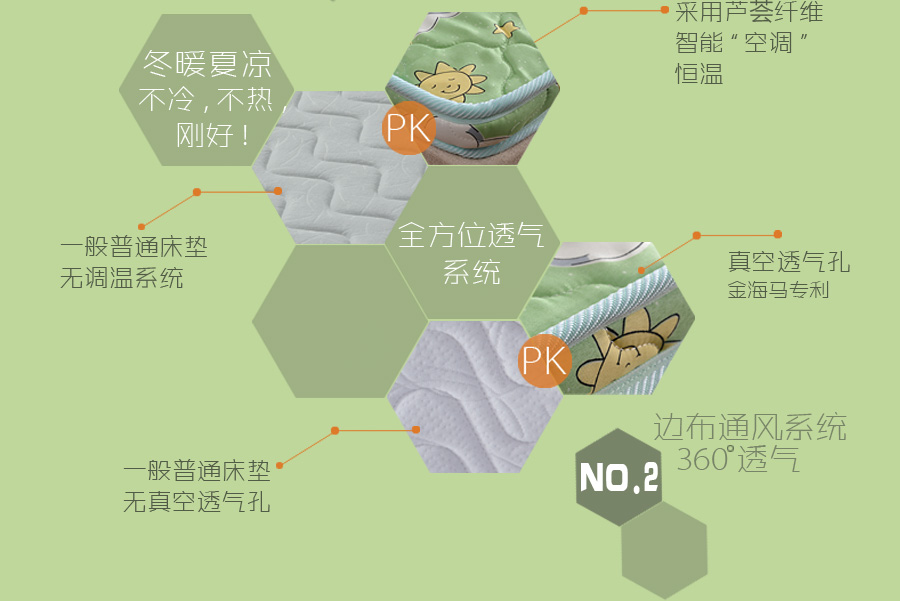 采用芦荟纤维
智能“空调”
恒温
冬暖夏凉
不冷,不热,
刚好!
PK
一般普通床垫
无调温系统
全方位透气
系统
真空透气孔
金海马专利
PK
边布通风系统
360°透气
NO.2
一般普通床垫
无真空透气孔